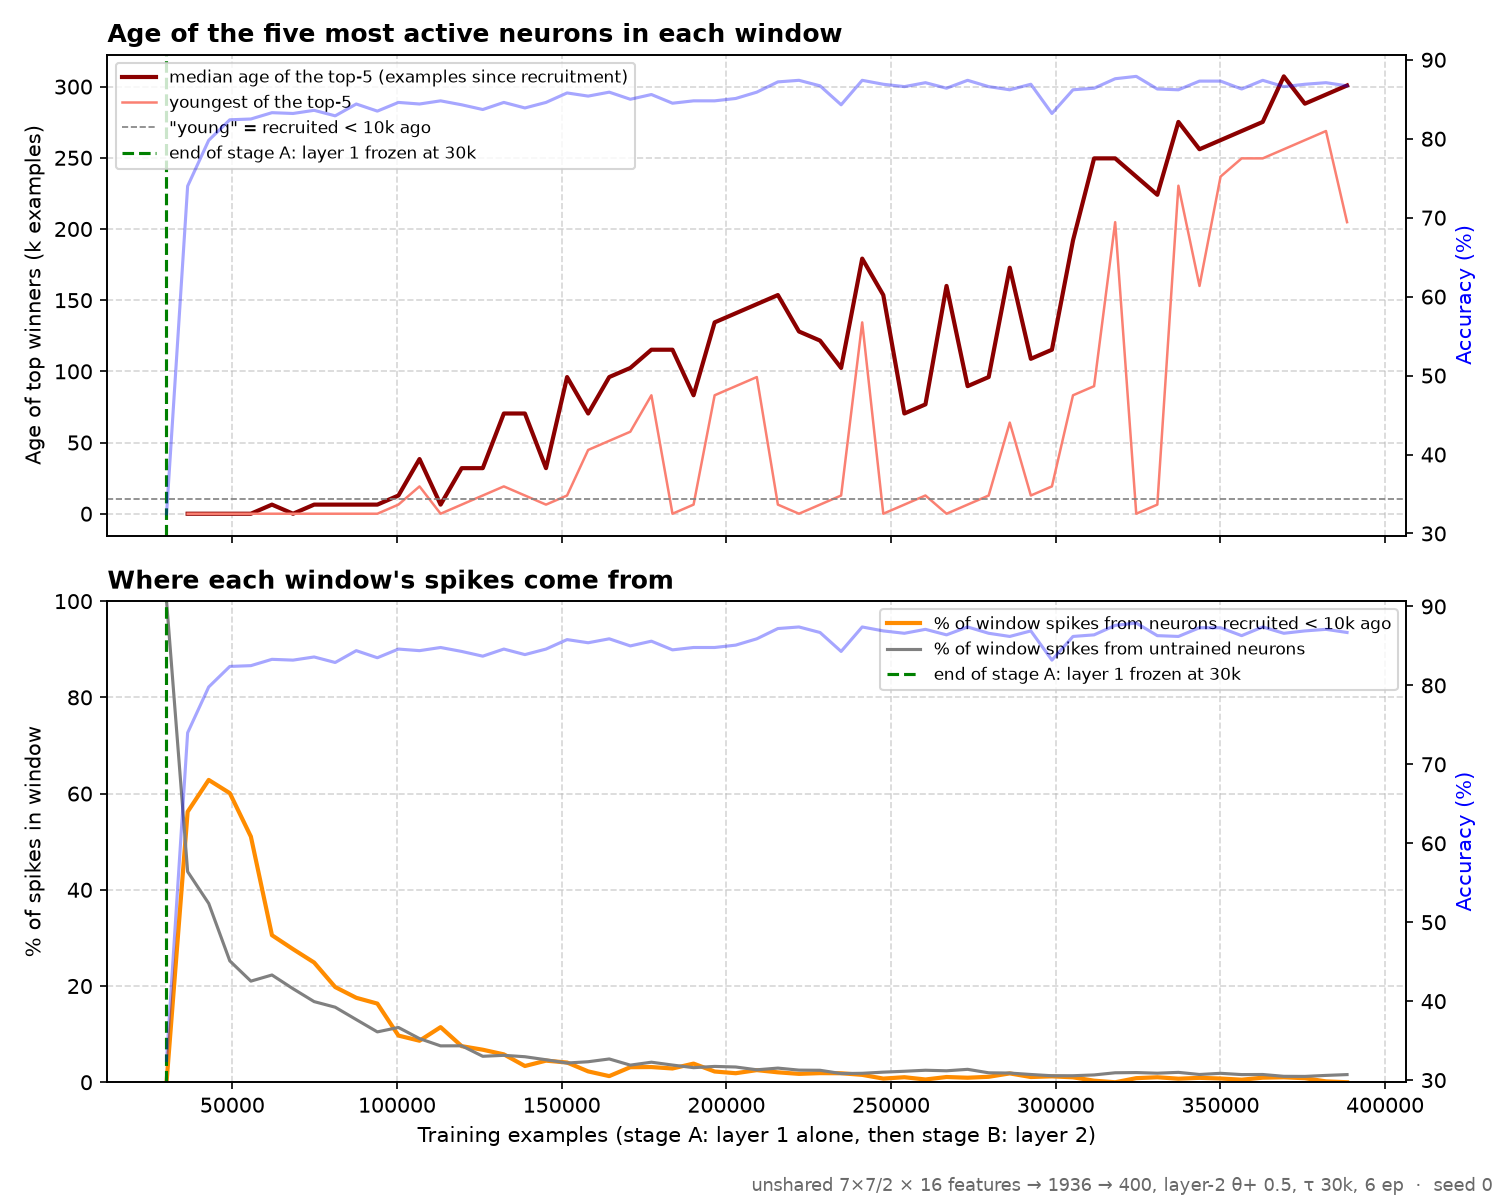 Age of the five most active neurons in each window
median age of the top-5 (examples since recruitment)
youngest of the top-5
"young" = recruited < 10k ago
end of stage A: layer 1 frozen at 30k
Age of top winners (k examples)
300
250
200
150
100
50
0
90
80
70
60
50
40
30
Accuracy (%)
Where each window's spikes come from
% of window spikes from neurons recruited < 10k ago
% of window spikes from untrained neurons
end of stage A: layer 1 frozen at 30k
% of spikes in window
100
80
60
40
20
0
90
80
70
60
50
40
30
Accuracy (%)
50000 100000 150000 200000 250000 300000 350000 400000
Training examples (stage A: layer 1 alone, then stage B: layer 2)
unshared 7×7/2 × 16 features → 1936 → 400, layer-2 θ+ 0.5, τ 30k, 6 ep · seed 0